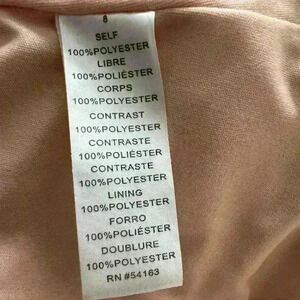 8
SELF
100%POLYESTER
LIBRE
100%POLIÉSTER
CORPS
100%POLYESTER
CONTRAST
100%POLYESTER
CONTRASTE
100%POLIÉSTER
CONTRASTE
100%POLYESTER
LINING
100%POLYESTER
FORRO
100%POLIÉSTER
DOUBLURE
100%POLYESTER
RN #54163